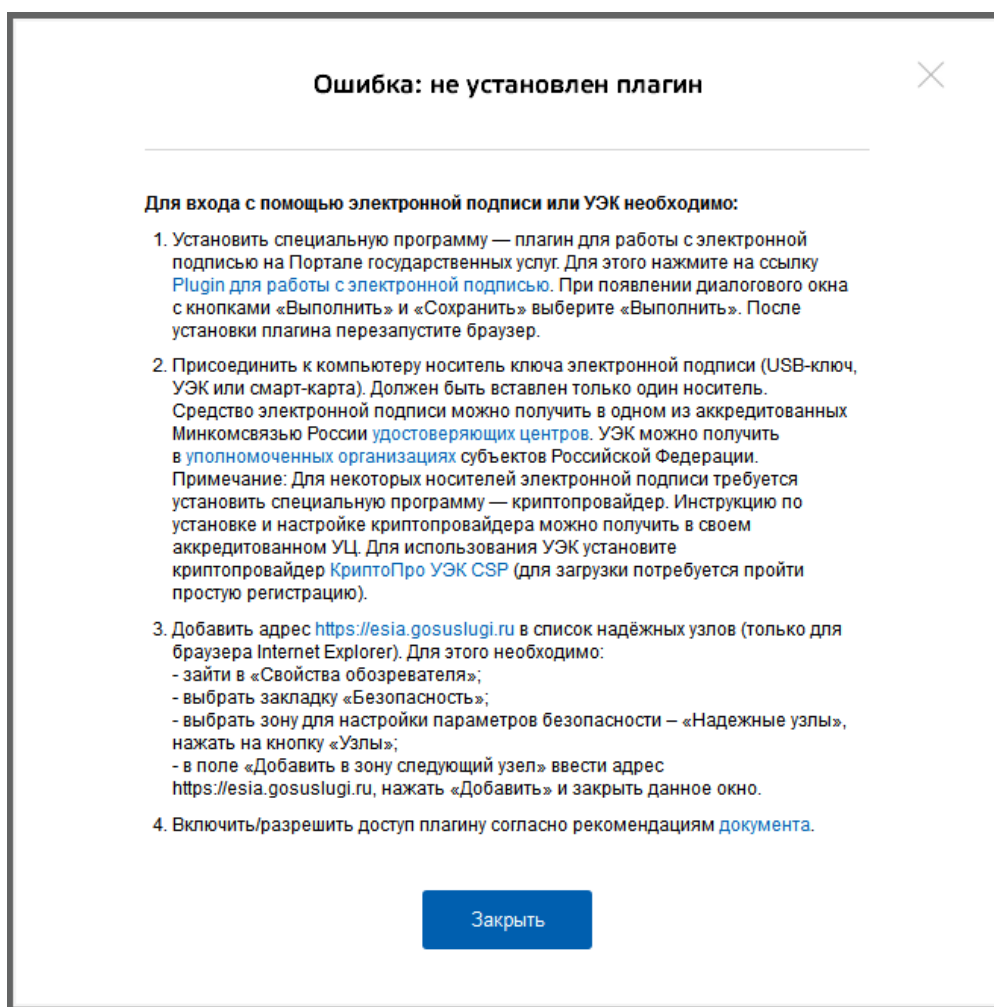 Ошибка: не установлен плагин
Для входа с помощью электронной подписи или УЭК необходимо:
1. Установить специальную программу — плагин для работы с электронной
подписью на Портале государственных услуг. Для этого нажмите на ссылку
Plugin для работы с электронной подписью. При появлении диалогового окна
с кнопками «Выполнить» и «Сохранить» выберите «Выполнить». После
установки плагина перезапустите браузер.
2. Присоединить к компьютеру носитель ключа электронной подписи (USB-ключ,
УЭК или смарт-карта). Должен быть вставлен только один носитель.
Средство электронной подписи можно получить в одном из аккредитованных
Минкомсвязью России удостоверяющих центров. УЭК можно получить
в уполномоченных организациях субъектов Российской Федерации.
Примечание: Для некоторых носителей электронной подписи требуется
установить специальную программу — криптопровайдер. Инструкцию по
установке и настройке криптопровайдера можно получить в своем
аккредитованном УЦ. Для использования УЭК установите
криптопровайдер КриптоПро УЭК CSP (для загрузки потребуется пройти
простую регистрацию).
3. Добавить адрес https://esia.gosuslugi.ru в список надёжных узлов (только для
браузера Internet Explorer). Для этого необходимо:
- зайти в «Свойства обозревателя»;
- выбрать закладку «Безопасность»;
- выбрать зону для настройки параметров безопасности – «Надежные узлы»,
нажать на кнопку «Узлы»;
- в поле «Добавить в зону следующий узел» ввести адрес
https://esia.gosuslugi.ru, нажать «Добавить» и закрыть данное окно.
4. Включить/разрешить доступ плагину согласно рекомендациям документа.
Закрыть